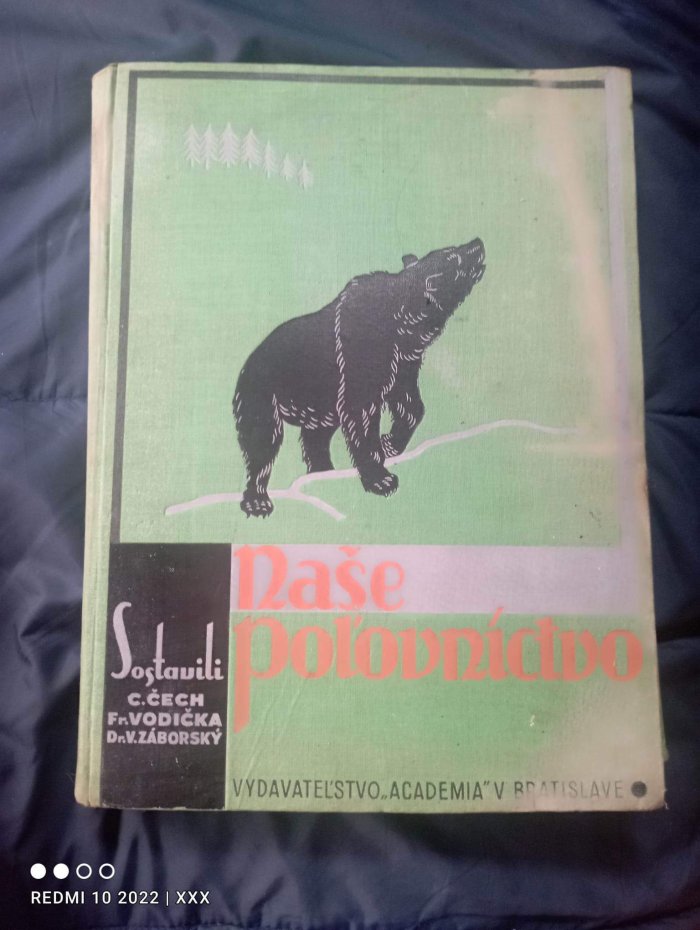 Naše
poľovníctvo
Sostavili
C. ČECH
Fr. VODIČKA
Dr. V. ZÁBORSKÝ
VYDAVATEĽSTVO „ACADEMIA" V BRATISLAVE
REDMI 10 2022 | XXX